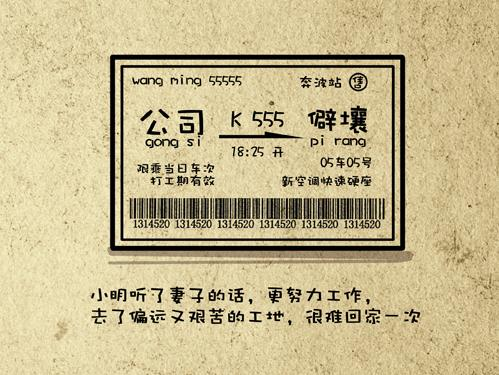 wang ming 55555 奔波站 售
公司 K 555 僻壤
gong si pi rang
18:25 开
限乘当日车次 05车05号
打工期有效 新空调快速硬座
1314520 1314520 1314520 1314520 1314520 1314520
小明听了妻子的话，更努力工作，
去了偏远又艰苦的工地，很难回家一次